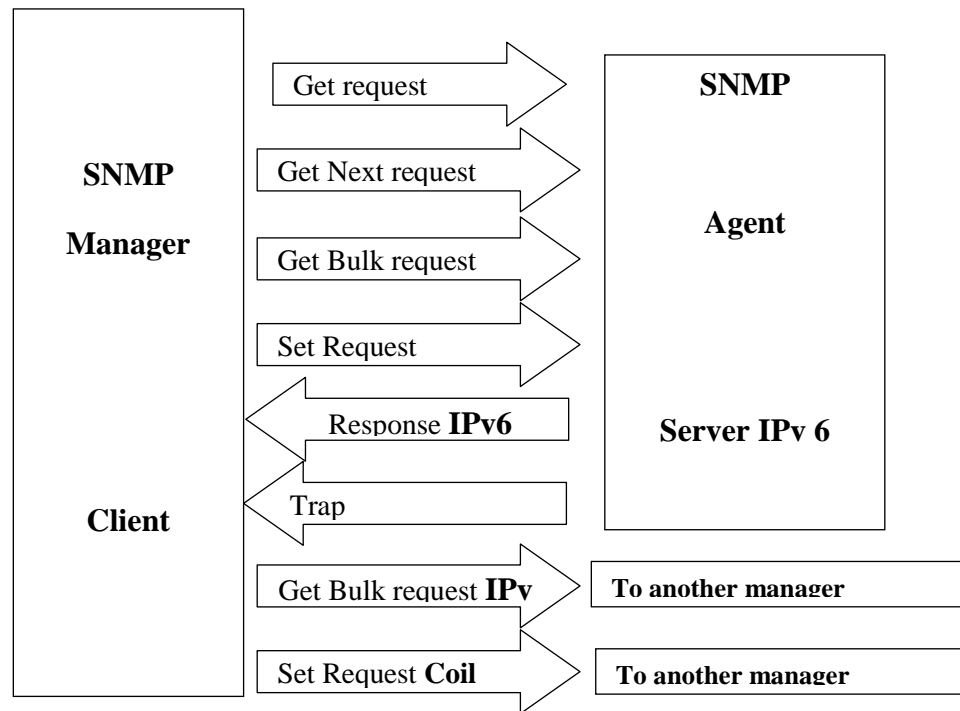 SNMP
Manager
Client
Get request
Get Next request
Get Bulk request
Set Request
Response IPv6
Trap
Get Bulk request IPv
Set Request Coil
SNMP
Agent
Server IPv 6
To another manager
To another manager